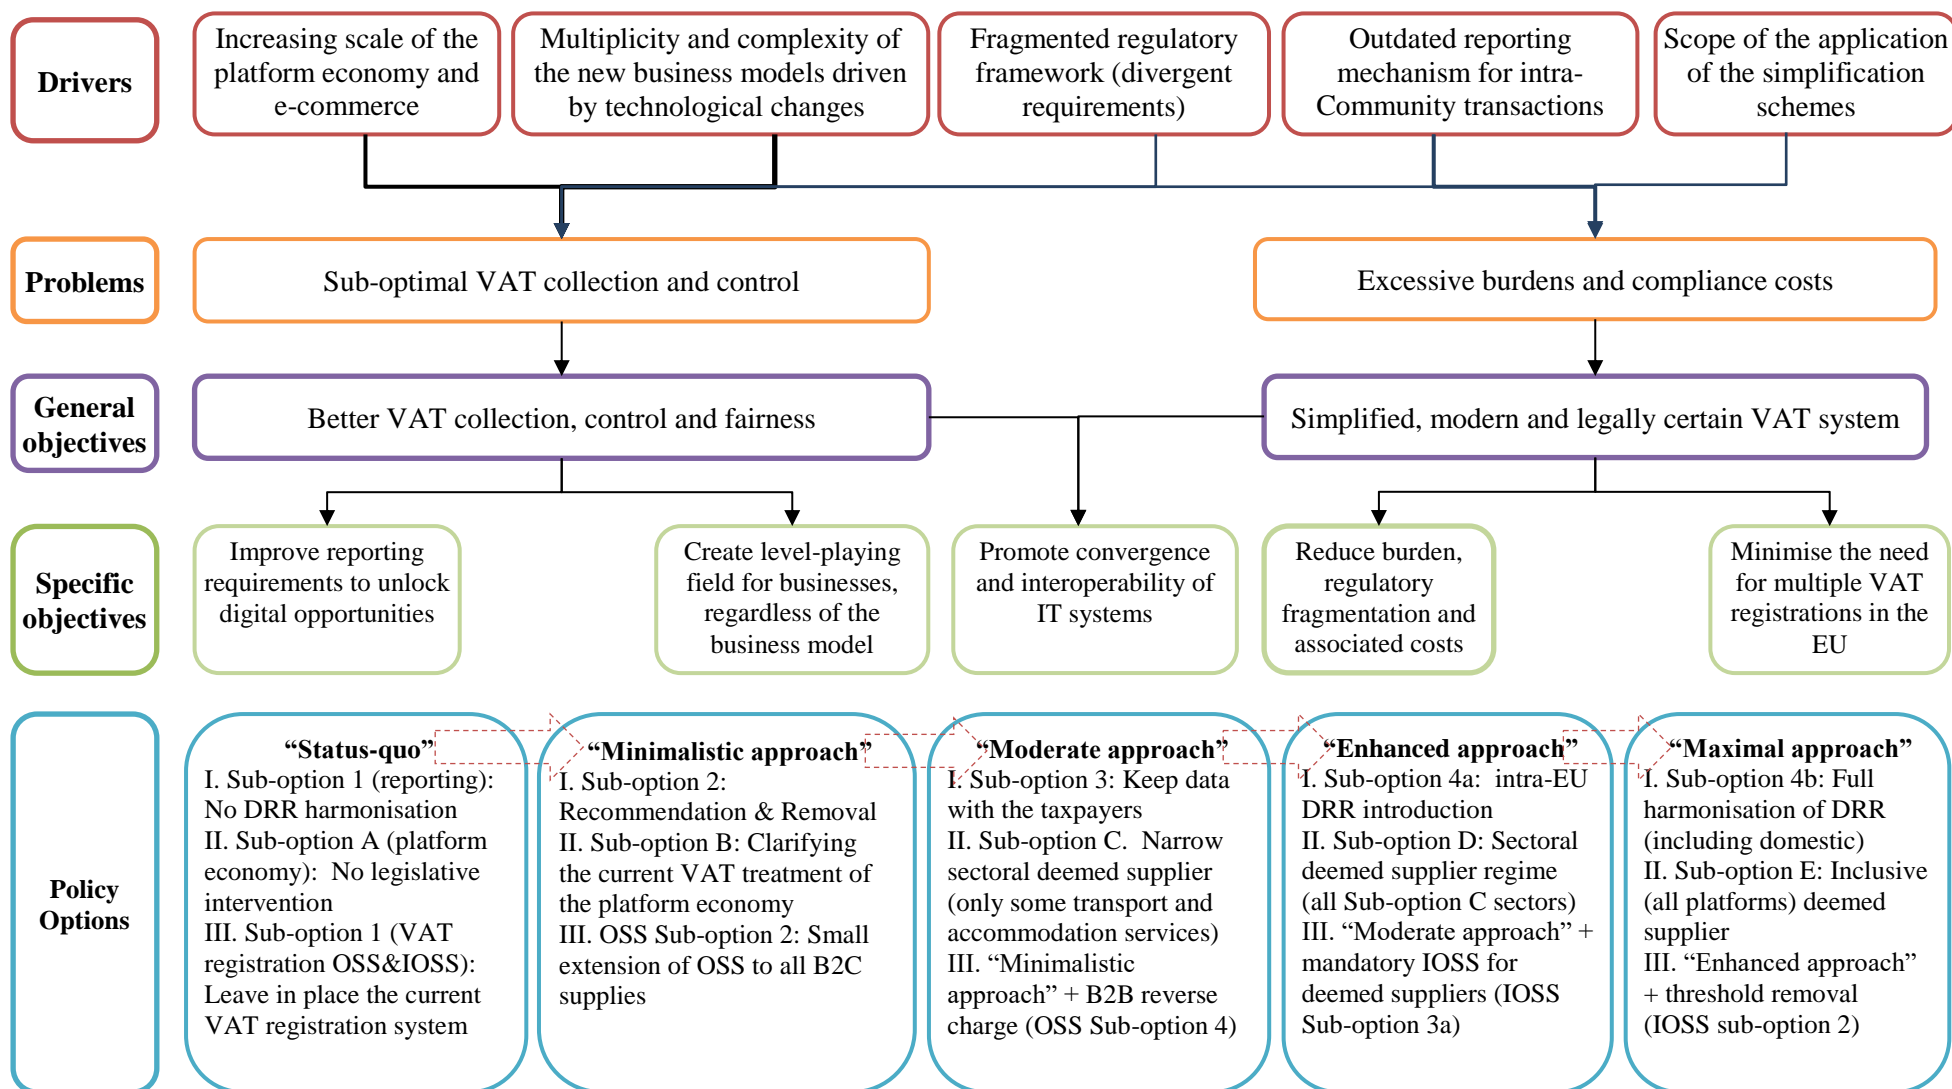 Drivers
Increasing scale of the
platform economy and
e-commerce
Multiplicity and complexity of
the new business models driven
by technological changes
Fragmented regulatory
framework (divergent
requirements)
Outdated reporting
mechanism for intra-
Community transactions
Scope of the application
of the simplification
schemes
Problems
Sub-optimal VAT collection and control
Excessive burdens and compliance costs
General
objectives
Better VAT collection, control and fairness
Simplified, modern and legally certain VAT system
Specific
objectives
Improve reporting
requirements to unlock
digital opportunities
Create level-playing
field for businesses,
regardless of the
business model
Promote convergence
and interoperability of
IT systems
Reduce burden,
regulatory
fragmentation and
associated costs
Minimise the need
for multiple VAT
registrations in the
EU
Policy
Options
“Status-quo”
I. Sub-option 1 (reporting):
No DRR harmonisation
II. Sub-option A (platform
economy): No legislative
intervention
III. Sub-option 1 (VAT
registration OSS&IOSS):
Leave in place the current
VAT registration system
“Minimalistic approach”
I. Sub-option 2:
Recommendation & Removal
II. Sub-option B: Clarifying
the current VAT treatment of
the platform economy
III. OSS Sub-option 2: Small
extension of OSS to all B2C
supplies
“Moderate approach”
I. Sub-option 3: Keep data
with the taxpayers
II. Sub-option C. Narrow
sectoral deemed supplier
(only some transport and
accommodation services)
III. “Minimalistic
approach” + B2B reverse
charge (OSS Sub-option 4)
“Enhanced approach”
I. Sub-option 4a: intra-EU
DRR introduction
II. Sub-option D: Sectoral
deemed supplier regime
(all Sub-option C sectors)
III. “Moderate approach” +
mandatory IOSS for
deemed suppliers (IOSS
Sub-option 3a)
“Maximal approach”
I. Sub-option 4b: Full
harmonisation of DRR
(including domestic)
II. Sub-option E: Inclusive
(all platforms) deemed
supplier
III. “Enhanced approach”
+ threshold removal
(IOSS sub-option 2)